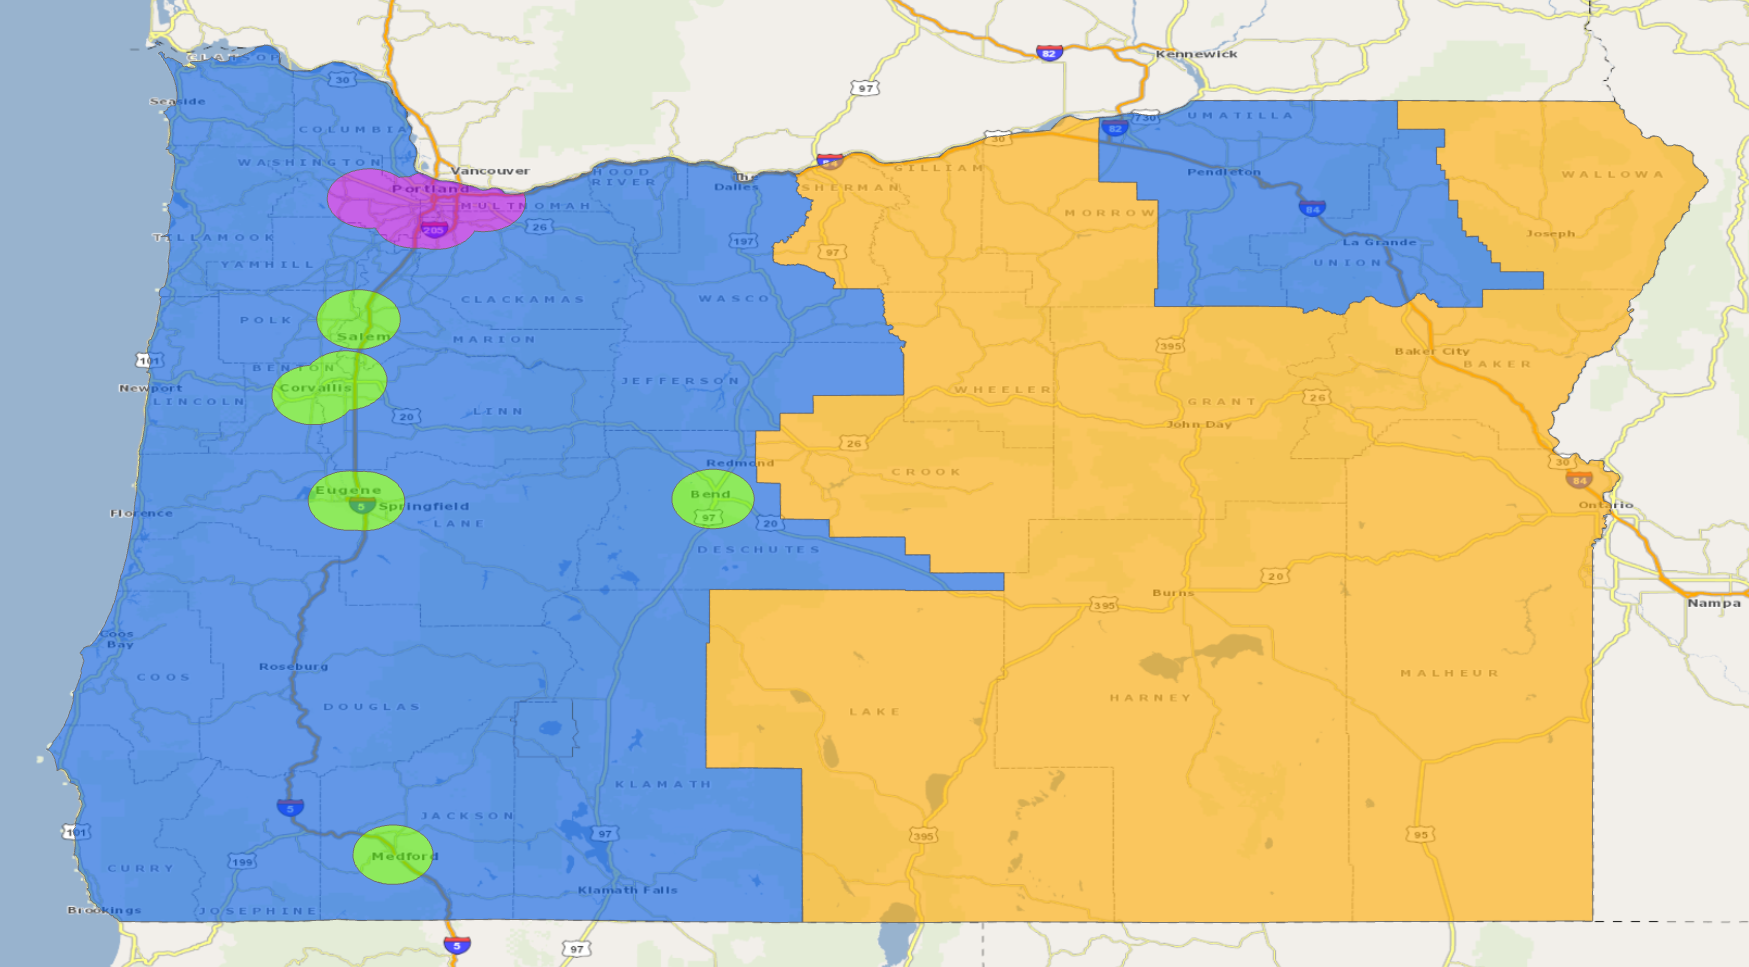 CLATSOP
82
Kennewick
30
97
Seaside
730
UMATILLA
COLUMBIA
82
30
WASHINGTON
84
Vancouver
GILLIAM
HOOD
RIVER
The
Dalles
Pendleton
WALLOWA
Portland
SHERMAN
MULTNOMAH
84
MORROW
26
205
Joseph
TILLAMOOK
197
La Grande
97
YAMHILL
UNION
CLACKAMAS
WASCO
POLK
Salem
MARION
395
Baker City
101
BENTON
BAKER
Newport
Corvallis
JEFFERSON
WHEELER
LINCOLN
20
LINN
GRANT
26
John Day
26
Redmond
30
CROOK
84
Eugene
Bend
5
Springfield
Ontario
Florence
97
20
LANE
DESCHUTES
20
Burns
395
Nampa
Coos
Bay
Roseburg
COOS
MALHEUR
HARNEY
DOUGLAS
LAKE
KLAMATH
5
JACKSON
101
97
395
95
Medford
199
CURRY
Klamath Falls
Brookings
JOSEPHINE
5
97